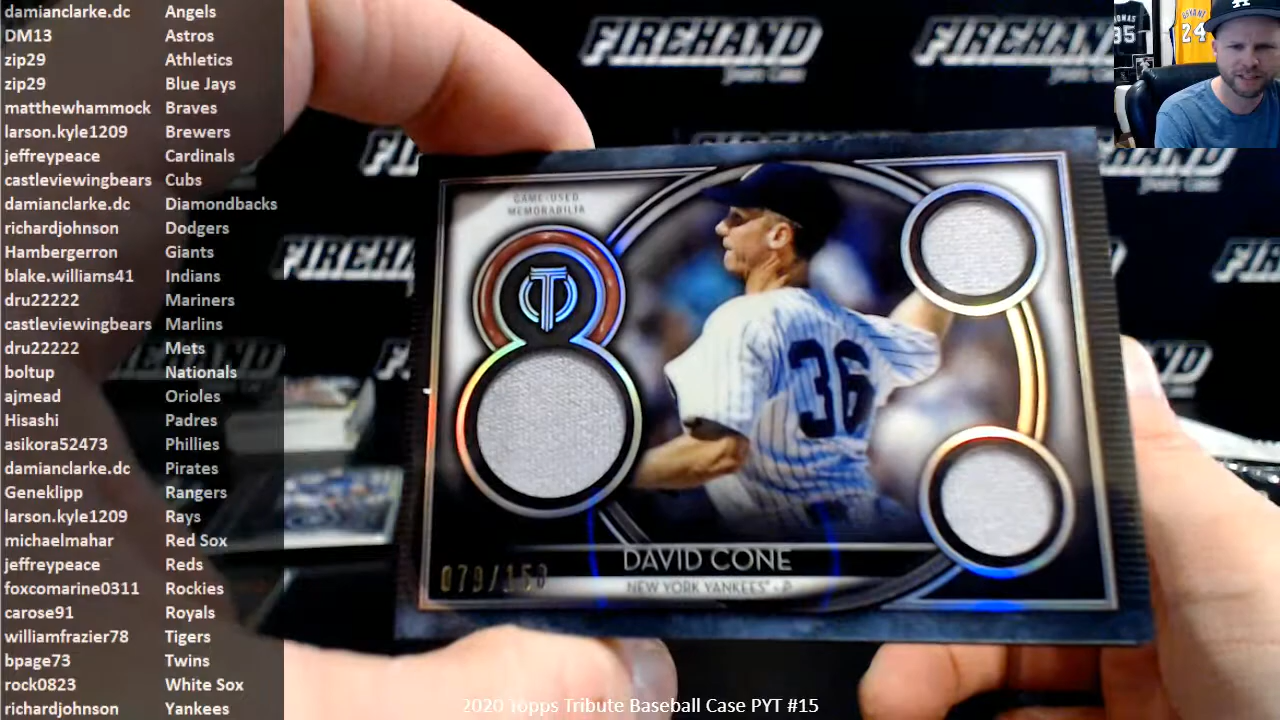 damianclarke.dc Angels
DM13 Astros
zip29 Athletics
zip29 Blue Jays
matthewhammock Braves
larson.kyle1209 Brewers
jeffreypeace Cardinals
castleviewingbears Cubs
damianclarke.dc Diamondbacks
richardjohnson Dodgers
Hambergerron Giants
blake.williams41 Indians
dru22222 Mariners
castleviewingbears Marlins
dru22222 Mets
boltup Nationals
ajmead Orioles
Hisashi Padres
asikora52473 Phillies
damianclarke.dc Pirates
Geneklipp Rangers
larson.kyle1209 Rays
michaelmahar Red Sox
jeffreypeace Reds
foxcomarine0311 Rockies
carose91 Royals
williamfrazier78 Tigers
bpage73 Twins
rock0823 White Sox
richardjohnson Yankees
FIREHAND
FIREHAND
FIREHAND
GAME-USED
MEMORABILIA
T
36
DAVID CONE
079/150
NEW YORK YANKEES - P
24
2020 Topps Tribute Baseball Case PYT #15